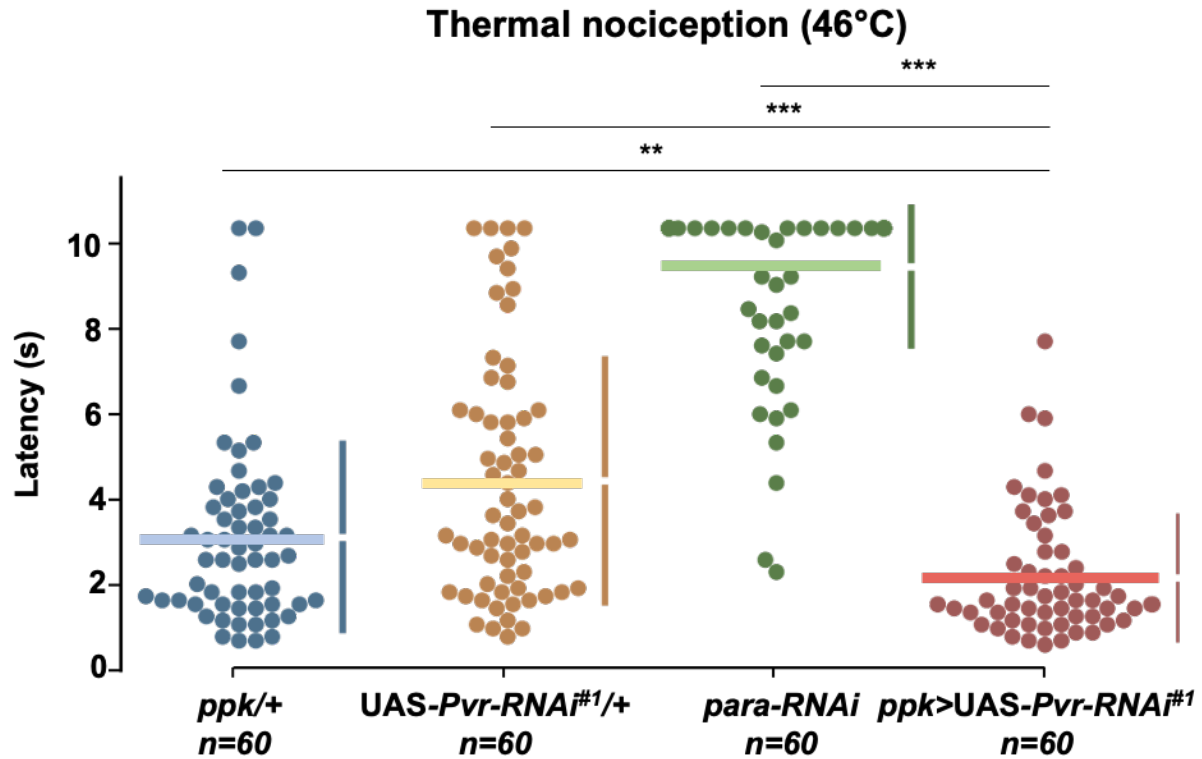 Thermal nociception (46°C)
***
***
**
Latency (s)
10
8
6
4
2
0
ppk/+ UAS-Pvr-RNAi#1/+ para-RNAi ppk>UAS-Pvr-RNAi#1
n=60 n=60 n=60 n=60